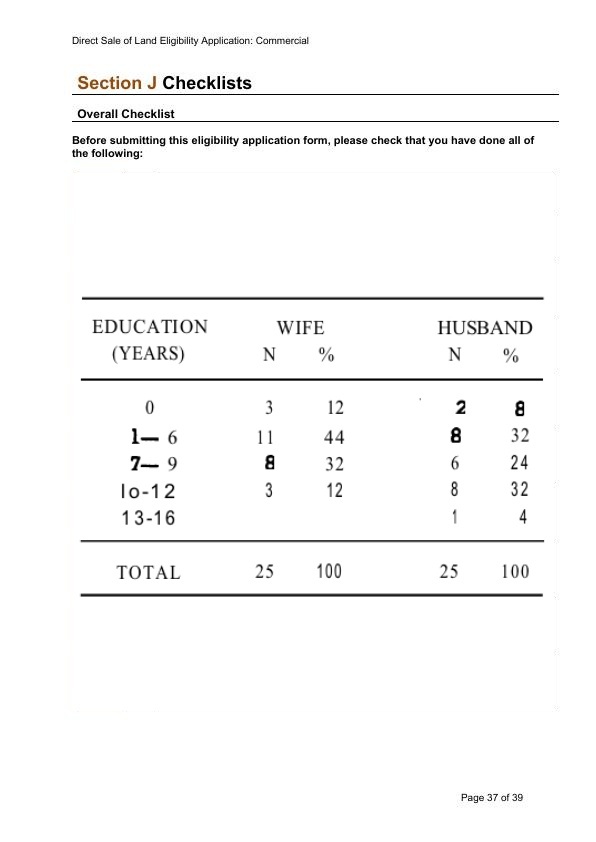 Direct Sale of Land Eligibility Application: Commercial
Section J Checklists
Overall Checklist
Before submitting this eligibility application form, please check that you have done all of
the following:
EDUCATION WIFE HUSBAND
(YEARS) N % N %
0 3 12 2 8
1— 6 11 44 8 32
7— 9 8 32 6 24
lo-12 3 12 8 32
13-16 1 4
TOTAL 25 100 25 100
Page 37 of 39